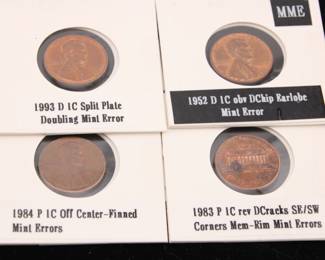 MME
1993 D 1C Split Plate
Doubling Mint Error
1952 D 1C obv DChip Earlobe
Mint Error
1984 P 1C Off Center-Finned
Mint Errors
1983 P 1C rev DCracks SE/SW
Corners Mem-Rim Mint Errors